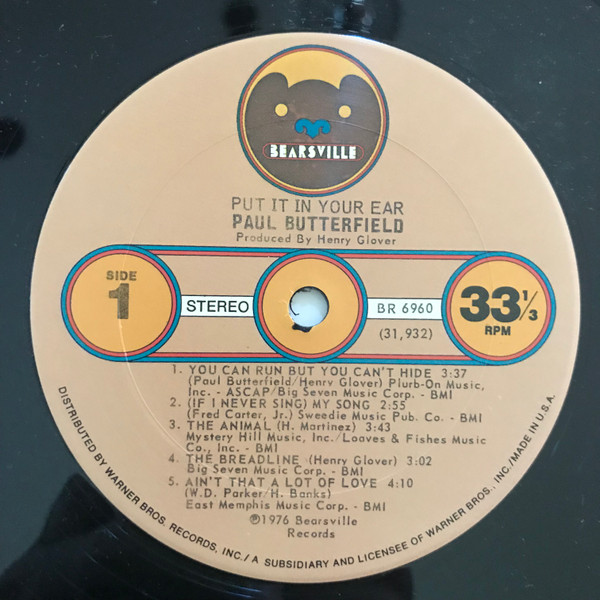 BEARSVILLE
PUT IT IN YOUR EAR
PAUL BUTTERFIELD
Produced By Henry Glover
SIDE
1
STEREO
BR 6960
(31,932)
33 1/3
RPM
1. YOU CAN RUN BUT YOU CAN'T HIDE 3:37
(Paul Butterfield/Henry Glover) Plurb-On Music,
Inc. - ASCAP/Big Seven Music Corp. - BMI
2. (IF I NEVER SING) MY SONG 2:55
(Fred Carter, Jr.) Sweedie Music Pub. Co. - BMI
3. THE ANIMAL (H. Martinez) 3:43
Mystery Hill Music, Inc./Loaves & Fishes Music
Co., Inc. - BMI
4. THE BREADLINE (Henry Glover) 3:02
Big Seven Music Corp. - BMI
5. AIN'T THAT A LOT OF LOVE 4:10
(W.D. Parker/H. Banks)
East Memphis Music Corp. - BMI
℗1976 Bearsville
Records
DISTRIBUTED BY WARNER BROS. RECORDS, INC./A SUBSIDIARY AND LICENSEE OF WARNER BROS., INC./MADE IN U.S.A.